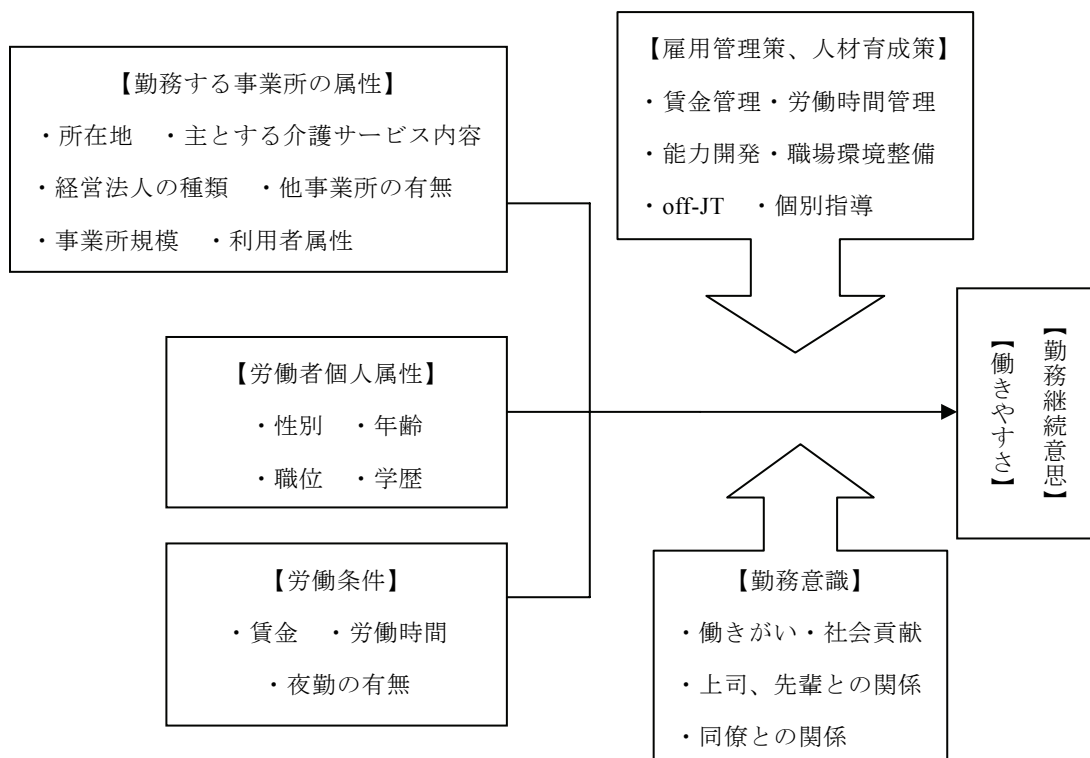 【勤務する事業所の属性】
・所在地　・主とする介護サービス内容
・経営法人の種類　・他事業所の有無
・事業所規模　・利用者属性
【雇用管理策、人材育成策】
・賃金管理・労働時間管理
・能力開発・職場環境整備
・off-JT　・個別指導
【労働者個人属性】
・性別　・年齢
・職位　・学歴
【勤務継続意思】
【働きやすさ】
【労働条件】
・賃金　・労働時間
・夜勤の有無
【勤務意識】
・働きがい・社会貢献
・上司、先輩との関係
・同僚との関係